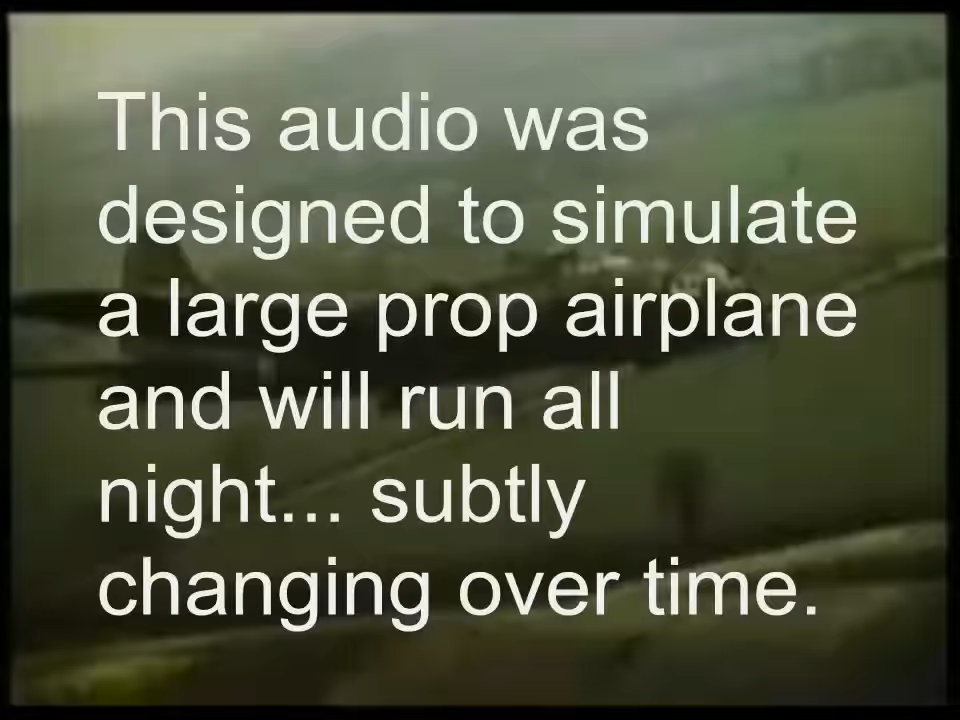 This audio was
designed to simulate
a large prop airplane
and will run all
night... subtly
changing over time.